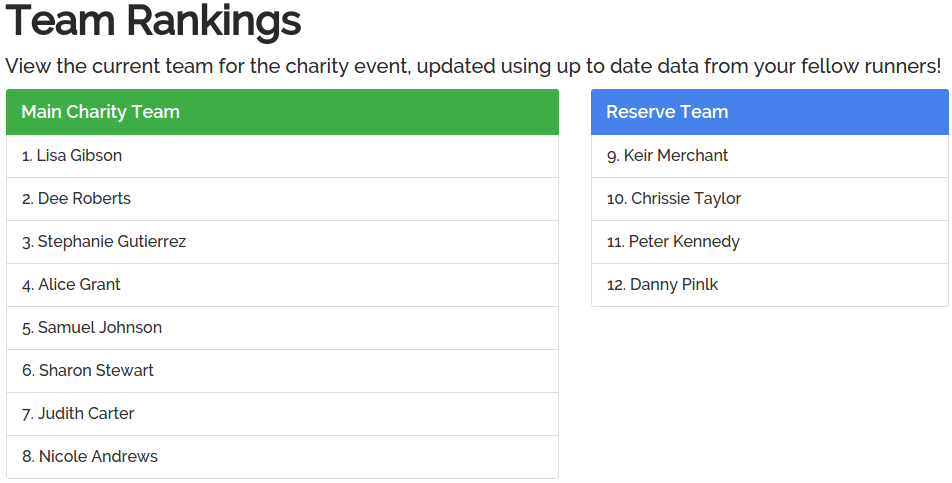 Team Rankings
View the current team for the charity event, updated using up to date data from your fellow runners!
Main Charity Team
1. Lisa Gibson
2. Dee Roberts
3. Stephanie Gutierrez
4. Alice Grant
5. Samuel Johnson
6. Sharon Stewart
7. Judith Carter
8. Nicole Andrews
Reserve Team
9. Keir Merchant
10. Chrissie Taylor
11. Peter Kennedy
12. Danny Pinlk